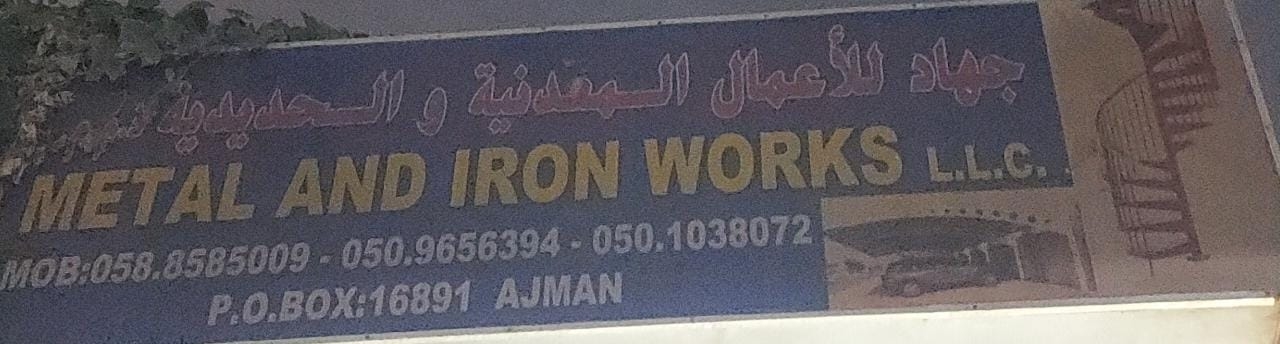 جهاد للأعمال المعدنية و الحديدية ذ.م.م
METAL AND IRON WORKS L.L.C.
MOB:058.8585009 - 050.9656394 - 050.1038072
P.O.BOX:16891 AJMAN